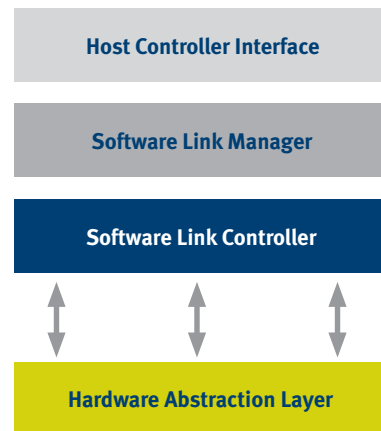 Host Controller Interface
Software Link Manager
Software Link Controller
Hardware Abstraction Layer